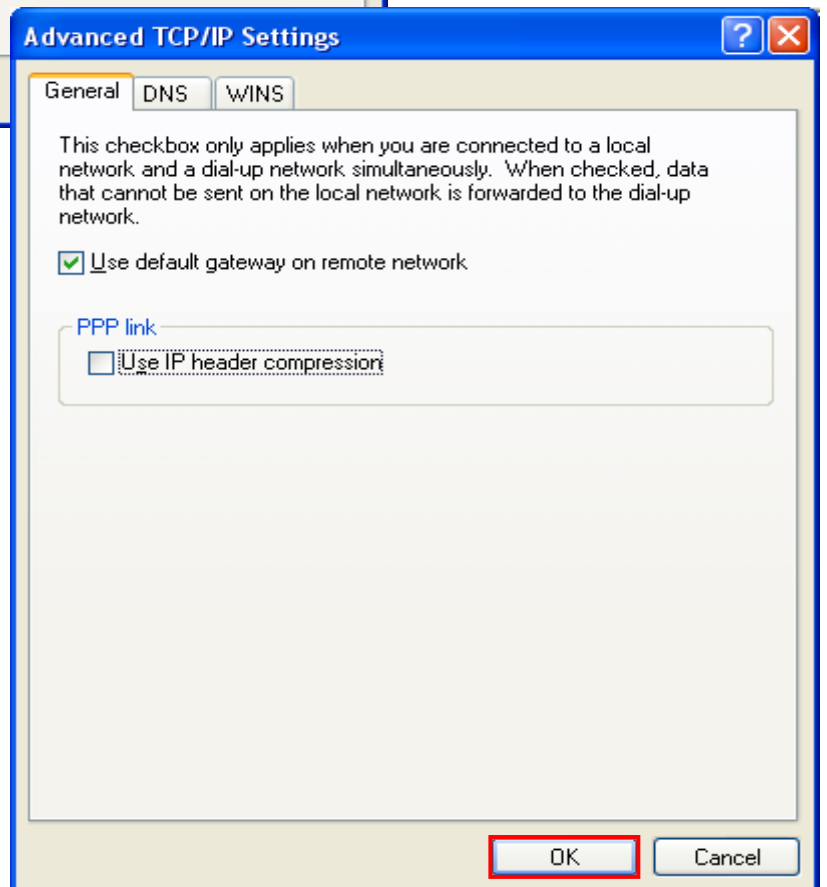 Advanced TCP/IP Settings
?
General DNS WINS
This checkbox only applies when you are connected to a local
network and a dial-up network simultaneously. When checked, data
that cannot be sent on the local network is forwarded to the dial-up
network.
Use default gateway on remote network
PPP link
Use IP header compression
OK Cancel